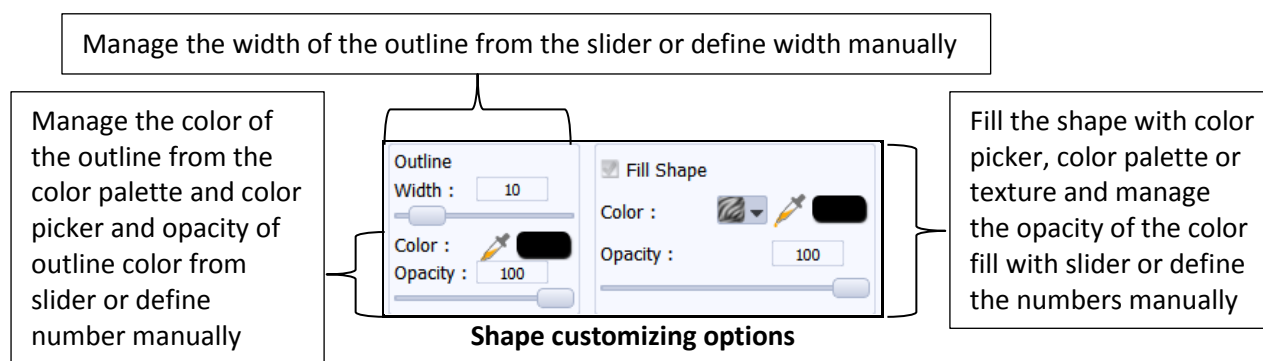 Manage the width of the outline from the slider or define width manually
Manage the color of
the outline from the
color palette and color
picker and opacity of
outline color from
slider or define
number manually
Outline
Width : 10
Color :
Opacity : 100
Fill Shape
Color :
Opacity : 100
Fill the shape with color
picker, color palette or
texture and manage
the opacity of the color
fill with slider or define
the numbers manually
Shape customizing options